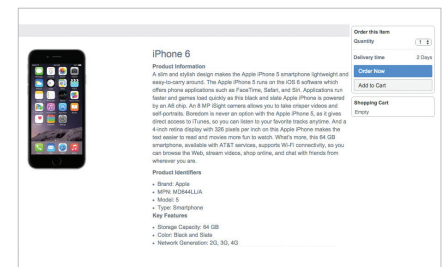 iPhone 6
Product Information
A slim and stylish design makes the Apple iPhone 5 smartphone lightweight and
easy-to-carry around. The Apple iPhone 5 runs on the IOS 6 software which
offers phone applications such as FaceTime, Safari, and Siri. Applications run
faster and games load quickly as this black and slate Apple iPhone is powered
by an A6 chip. An 8 MP iSight camera allows you to take crisper videos and
self-portraits. Boredom is never an option with the Apple iPhone 5, as it gives
direct access to iTunes, so you can listen to your favorite tracks anytime. And a
4-inch retina display with 326 pixels per inch on this Apple iPhone makes the
text easier to read and movies more fun to watch. What's more, this 64 GB
smartphone, available with AT&T services, supports Wi-Fi connectivity, so you
can browse the Web, stream videos, shop online, and chat with friends from
wherever you are.
Product Identifiers
• Brand: Apple
• MPN: MD644LL/A
• Model: 5
• Type: Smartphone
Key Features
• Storage Capacity: 64 GB
• Color: Black and Slate
• Network Generation: 2G, 3G, 4G
Order this item
Quantity 1
Delivery time 2 Days
Order Now
Add to Cart
Shopping Cart
Empty